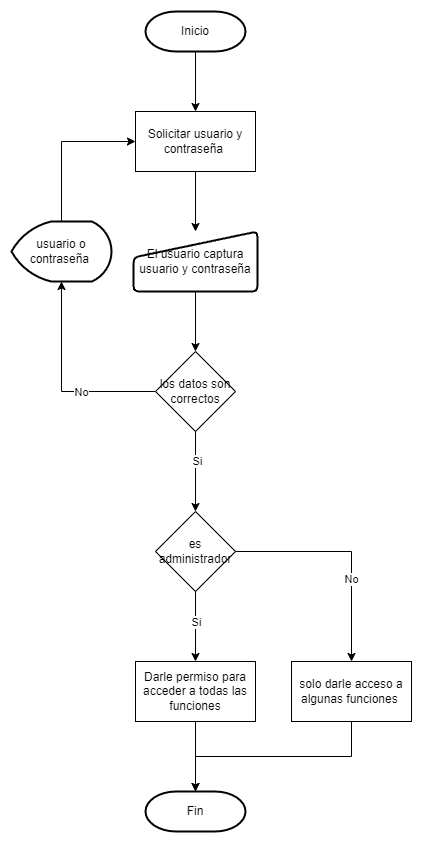 Inicio
Solicitar usuario y
contraseña
usuario o
contraseña
El usuario captura
usuario y contraseña
los datos son
correctos
No
Si
es
administrador
No
Si
Darle permiso para
acceder a todas las
funciones
solo darle acceso a
algunas funciones
Fin